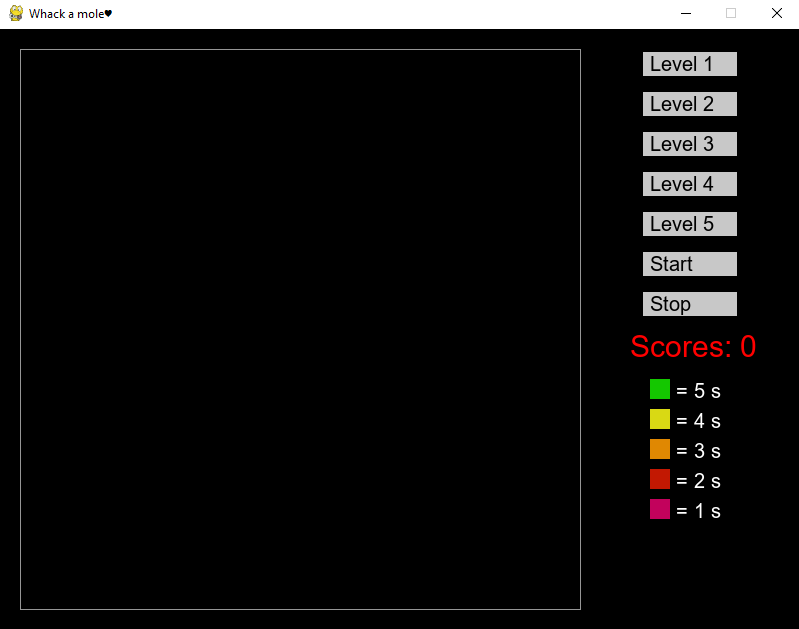 Whack a mole♥
Level 1
Level 2
Level 3
Level 4
Level 5
Start
Stop
Scores: 0
= 5 s
= 4 s
= 3 s
= 2 s
= 1 s